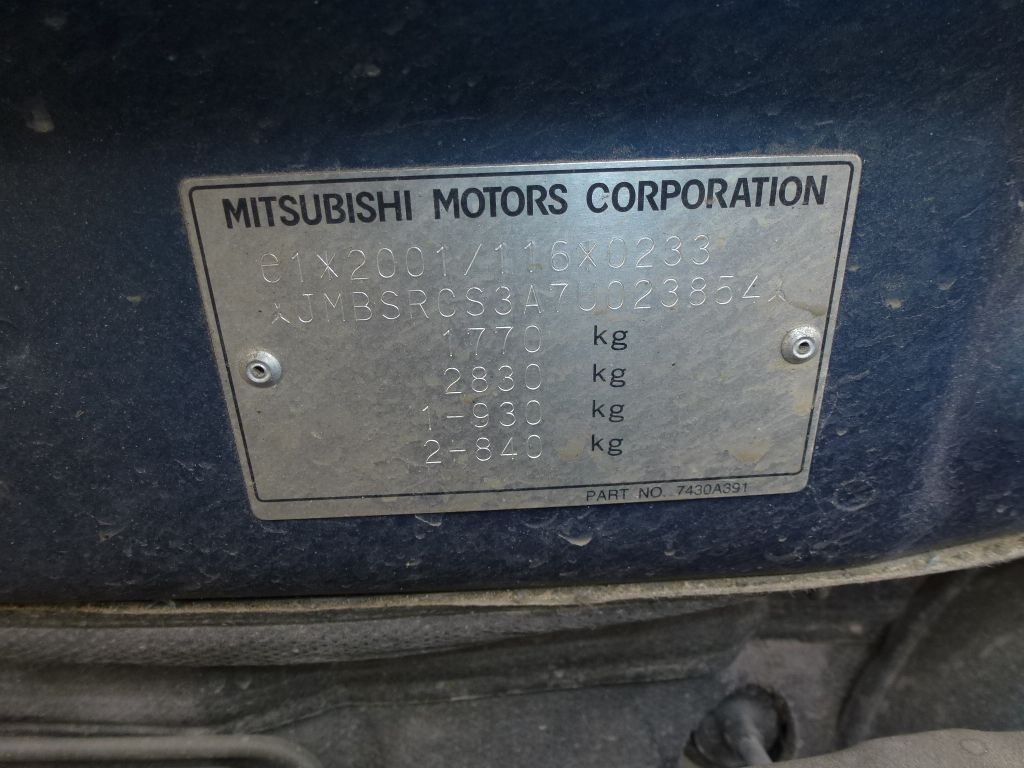 MITSUBISHI MOTORS CORPORATION
e1*2001/116*0233
*JMBSRCS3A7U023854*
1770 kg
2830 kg
1-930 kg
2-840 kg
PART NO. 7430A391